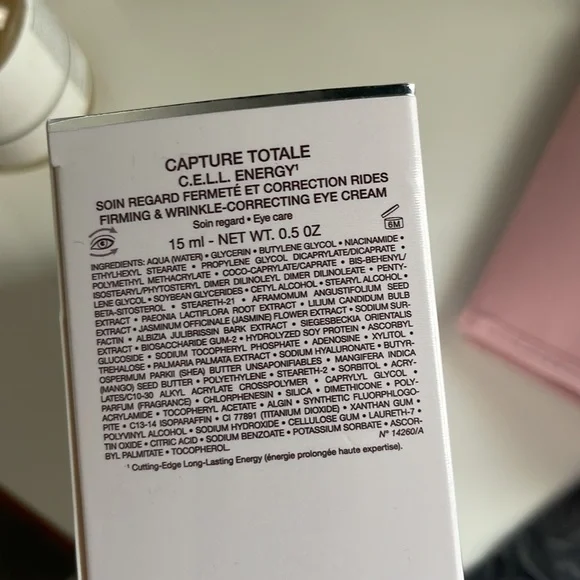 CAPTURE TOTALE
C.E.L.L. ENERGY¹
SOIN REGARD FERMETÉ ET CORRECTION RIDES
FIRMING & WRINKLE-CORRECTING EYE CREAM
Soin regard • Eye care
15 ml - NET WT. 0.5 OZ
6M
INGREDIENTS: AQUA (WATER) • GLYCERIN • BUTYLENE GLYCOL • NIACINAMIDE •
ETHYLHEXYL STEARATE • PROPYLENE GLYCOL DICAPRYLATE/DICAPRATE •
POLYMETHYL METHACRYLATE • COCO-CAPRYLATE/CAPRATE • BIS-BEHENYL/
ISOSTEARYL/PHYTOSTERYL DIMER DILINOLEYL DIMER DILINOLEATE • PENTY-
LENE GLYCOL • SOYBEAN GLYCERIDES • CETYL ALCOHOL • STEARYL ALCOHOL •
BETA-SITOSTEROL • STEARETH-21 • AFRAMOMUM ANGUSTIFOLIUM SEED
EXTRACT • PAEONIA LACTIFLORA ROOT EXTRACT • LILIUM CANDIDUM BULB
EXTRACT • JASMINUM OFFICINALE (JASMINE) FLOWER EXTRACT • SODIUM SUR-
FACTIN • ALBIZIA JULIBRISSIN BARK EXTRACT • SIEGESBECKIA ORIENTALIS
EXTRACT • BIOSACCHARIDE GUM-2 • HYDROLYZED SOY PROTEIN • ASCORBYL
GLUCOSIDE • SODIUM TOCOPHERYL PHOSPHATE • ADENOSINE • XYLITOL •
TREHALOSE • PALMARIA PALMATA EXTRACT • SODIUM HYALURONATE • BUTYR-
OSPERMUM PARKII (SHEA) BUTTER UNSAPONIFIABLES • MANGIFERA INDICA
(MANGO) SEED BUTTER • POLYETHYLENE • STEARETH-2 • SORBITOL • ACRY-
LATES/C10-30 ALKYL ACRYLATE CROSSPOLYMER • CAPRYLYL GLYCOL •
PARFUM (FRAGRANCE) • CHLORPHENESIN • SILICA • DIMETHICONE • POLY-
ACRYLAMIDE • TOCOPHERYL ACETATE • ALGIN • SYNTHETIC FLUORPHLOGO-
PITE • C13-14 ISOPARAFFIN • CI 77891 (TITANIUM DIOXIDE) • XANTHAN GUM •
POLYVINYL ALCOHOL • SODIUM HYDROXIDE • CELLULOSE GUM • LAURETH-7 •
TIN OXIDE • CITRIC ACID • SODIUM BENZOATE • POTASSIUM SORBATE • ASCOR-
BYL PALMITATE • TOCOPHEROL. N° 14260/A
¹ Cutting-Edge Long-Lasting Energy (énergie prolongée haute expertise).